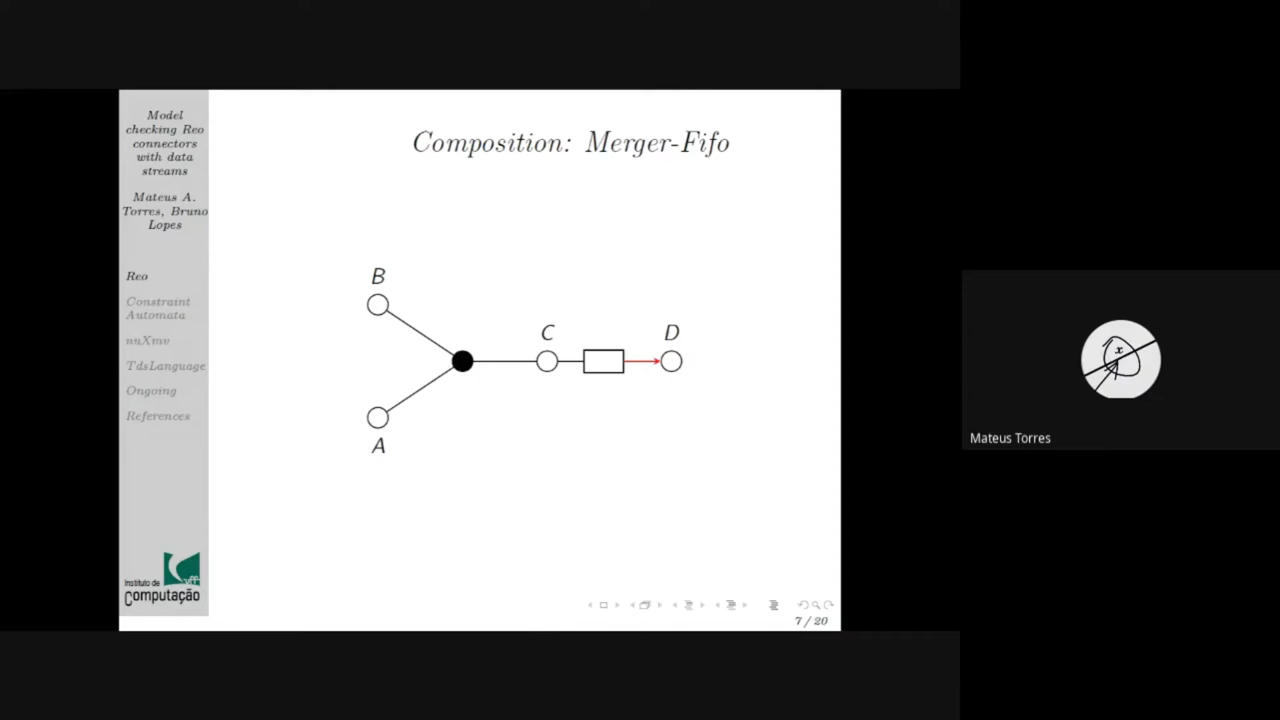 Model
checking Reo
connectors
with data
streams
Mateus A.
Torres, Bruno
Lopes
Reo
Constraint
Automata
nuXmv
TdsLanguage
Ongoing
References
Instituto de
Computação
uff
Composition: Merger-Fifo
B
C
D
A
7 / 20
x
Mateus Torres